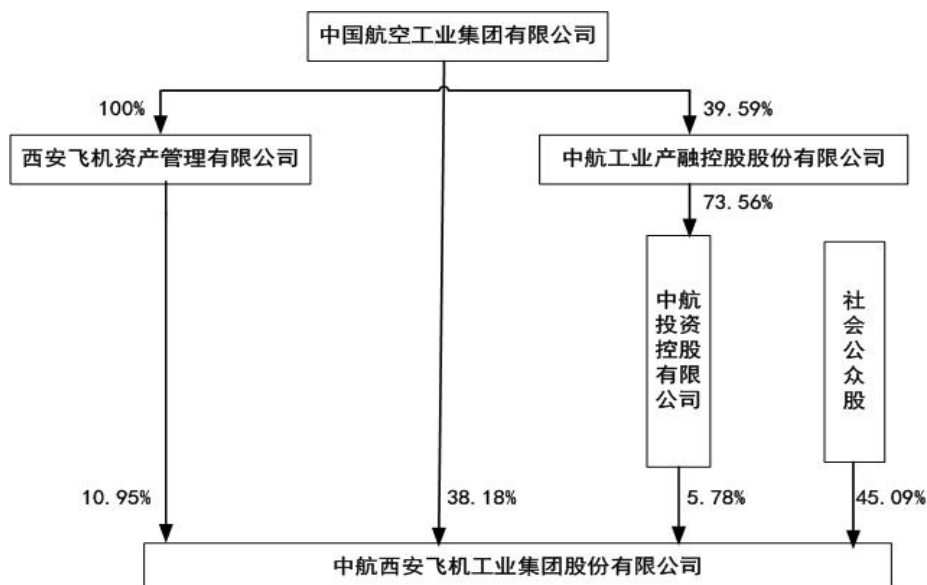 中国航空工业集团有限公司
100%
39.59%
西安飞机资产管理有限公司
中航工业产融控股股份有限公司
73.56%
中航
投资
控股
有限
公司
社
会
公
众
股
10.95%
38.18%
5.78%
45.09%
中航西安飞机工业集团股份有限公司